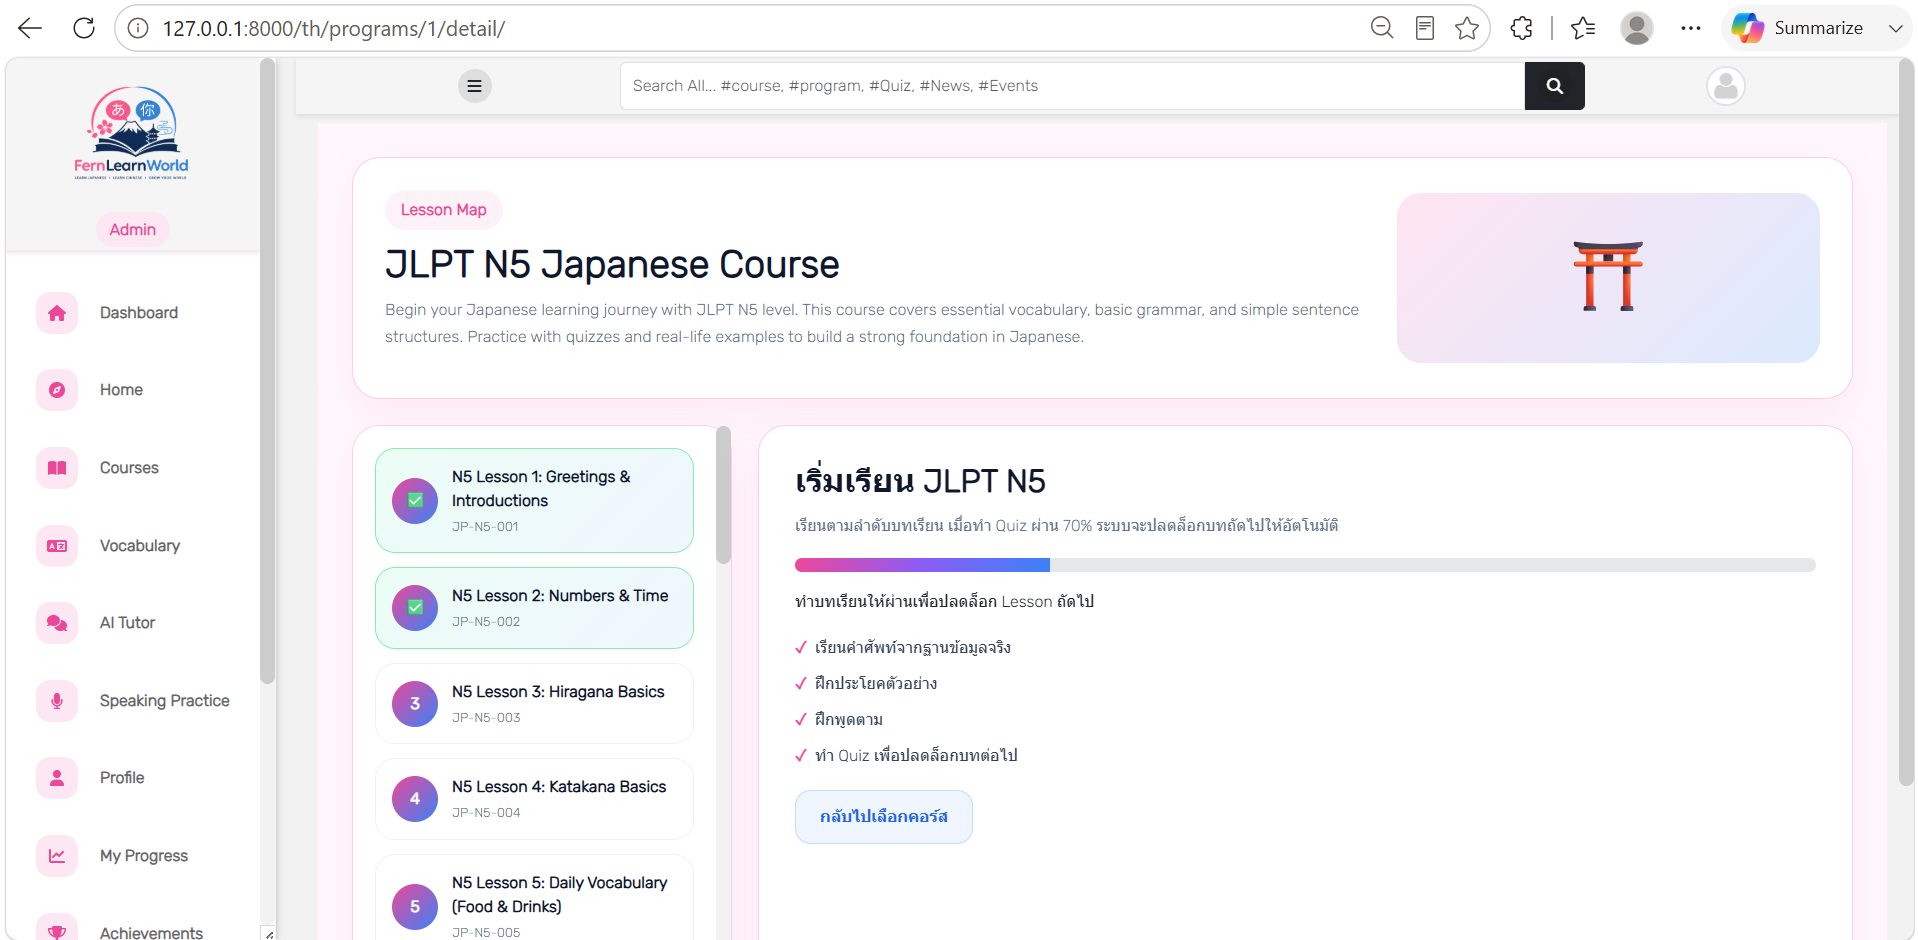 127.0.0.1:8000/th/programs/1/detail/
Summarize
あ 你
FernLearnWorld
LEARN JAPANESE • LEARN CHINESE • GROW YOUR WORLD
Admin
Dashboard
Home
Courses
Vocabulary
AI Tutor
Speaking Practice
Profile
My Progress
Achievements
Search All... #course, #program, #Quiz, #News, #Events
Lesson Map
JLPT N5 Japanese Course
Begin your Japanese learning journey with JLPT N5 level. This course covers essential vocabulary, basic grammar, and simple sentence
structures. Practice with quizzes and real-life examples to build a strong foundation in Japanese.
N5 Lesson 1: Greetings &
Introductions
JP-N5-001
N5 Lesson 2: Numbers & Time
JP-N5-002
3
N5 Lesson 3: Hiragana Basics
JP-N5-003
4
N5 Lesson 4: Katakana Basics
JP-N5-004
5
N5 Lesson 5: Daily Vocabulary
(Food & Drinks)
JP-N5-005
เริ่มเรียน JLPT N5
เรียนตามลำดับบทเรียน เมื่อทำ Quiz ผ่าน 70% ระบบจะปลดล็อกบทถัดไปให้อัตโนมัติ
ทำบทเรียนให้ผ่านเพื่อปลดล็อก Lesson ถัดไป
✓ เรียนคำศัพท์จากฐานข้อมูลจริง
✓ ฝึกประโยคตัวอย่าง
✓ ฝึกพูดตาม
✓ ทำ Quiz เพื่อปลดล็อกบทต่อไป
กลับไปเลือกคอร์ส